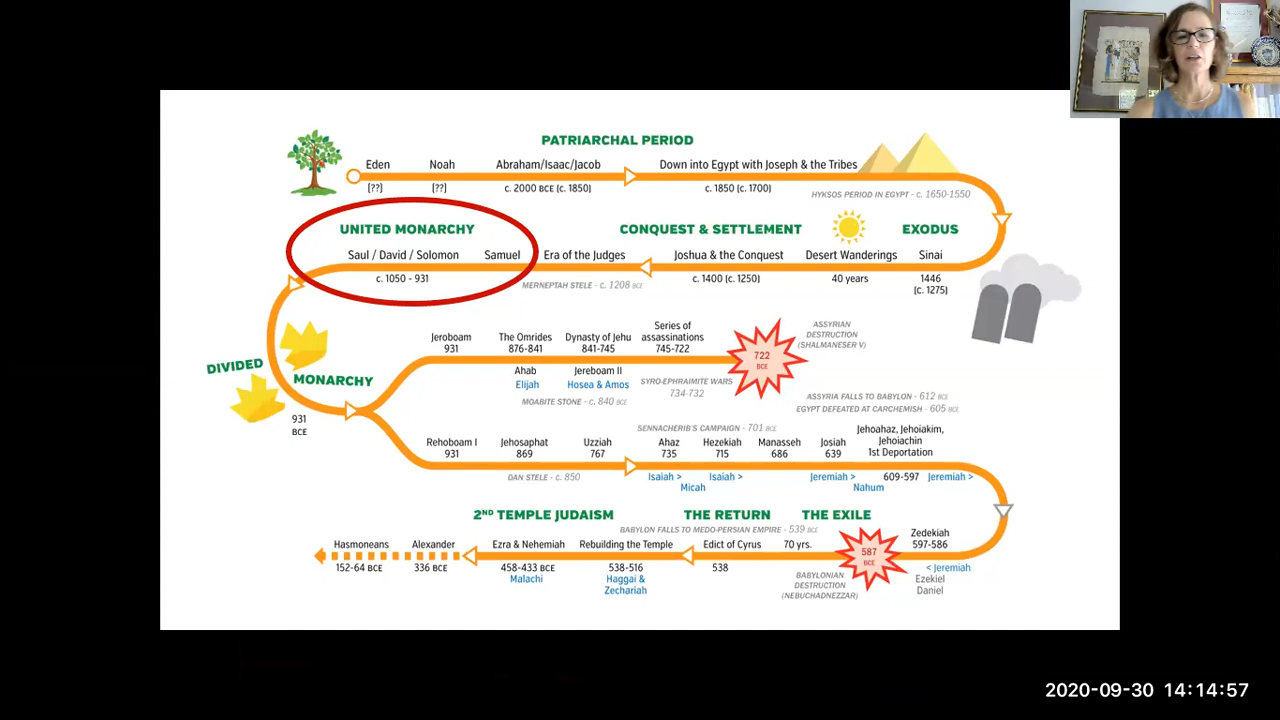 PATRIARCHAL PERIOD
Eden Noah Abraham/Isaac/Jacob Down into Egypt with Joseph & the Tribes
[??] [??] c. 2000 BCE (c. 1850) c. 1850 (c. 1700)
HYKSOS PERIOD IN EGYPT - c. 1650-1550
UNITED MONARCHY CONQUEST & SETTLEMENT EXODUS
Saul / David / Solomon Samuel Era of the Judges Joshua & the Conquest Desert Wanderings Sinai
c. 1050 - 931 c. 1400 (c. 1250) 40 years 1446
MERNEPTAH STELE - c. 1208 BCE
(c. 1275)
DIVIDED
MONARCHY
931
BCE
Jeroboam
931
The Omrides
876-841
Ahab
Elijah
Dynasty of Jehu
841-745
Jereboam II
Hosea & Amos
Series of
assassinations
745-722
MOABITE STONE - c. 840 BCE
SYRO-EPHRAIMITE WARS
734-732
722
BCE
ASSYRIAN
DESTRUCTION
(SHALMANESER V)
ASSYRIA FALLS TO BABYLON - 612 BCE
EGYPT DEFEATED AT CARCHEMISH - 605 BCE
SENNACHERIB'S CAMPAIGN - 701 BCE
Rehoboam I
931
Jehosaphat
869
Uzziah
767
Ahaz
735
Hezekiah
715
Manasseh
686
Josiah
639
Jehoahaz, Jehoiakim,
Jehoiachin
1st Deportation
DAN STELE - c. 850
Isaiah > Isaiah >
Micah
Jeremiah > 609-597 Jeremiah >
Nahum
2ND TEMPLE JUDAISM THE RETURN THE EXILE
BABYLON FALLS TO MEDO-PERSIAN EMPIRE - 539 BCE
Zedekiah
597-586
< Jeremiah
Ezekiel
Daniel
587
BCE
BABYLONIAN
DESTRUCTION
(NEBUCHADNEZZAR)
70 yrs.
Edict of Cyrus
538
Rebuilding the Temple
538-516
Haggai &
Zechariah
Ezra & Nehemiah
458-433 BCE
Malachi
Alexander
336 BCE
Hasmoneans
152-64 BCE
2020-09-30 14:14:57